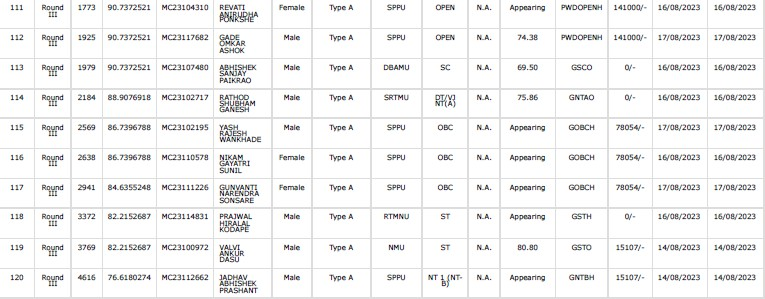 111 Round III 1773 90.7372521 MC23104310 REVATI ANIRUDHA PONKSHE Female Type A SPPU OPEN N.A. Appearing PWDOPENH 141000/- 16/08/2023 16/08/2023
112 Round III 1925 90.7372521 MC23117682 GADE OMKAR ASHOK Male Type A SPPU OPEN N.A. 74.38 PWDOPENH 141000/- 17/08/2023 17/08/2023
113 Round III 1979 90.7372521 MC23107480 ABHISHEK SANJAY PAIKRAO Male Type A DBAMU SC N.A. 69.50 GSCO 0/- 16/08/2023 16/08/2023
114 Round III 2184 88.9076918 MC23102717 RATHOD SHUBHAM GANESH Male Type A SRTMU DT/VJ NT(A) N.A. 75.86 GNTAO 0/- 16/08/2023 16/08/2023
115 Round III 2569 86.7396788 MC23102195 YASH RAJESH WANKHADE Male Type A SPPU OBC N.A. Appearing GOBCH 78054/- 17/08/2023 17/08/2023
116 Round III 2638 86.7396788 MC23110578 NIKAM GAYATRI SUNIL Female Type A SPPU OBC N.A. Appearing GOBCH 78054/- 16/08/2023 16/08/2023
117 Round III 2941 84.6355248 MC23111226 GUNVANTI NARENDRA SONSARE Female Type A SPPU OBC N.A. Appearing GOBCH 78054/- 17/08/2023 17/08/2023
118 Round III 3372 82.2152687 MC23114831 PRAJWAL HIRALAL KODAPE Male Type A RTMNU ST N.A. Appearing GSTH 0/- 16/08/2023 16/08/2023
119 Round III 3769 82.2152687 MC23100972 VALVI ANKUR DASU Male Type A NMU ST N.A. 80.80 GSTO 15107/- 14/08/2023 14/08/2023
120 Round III 4616 76.6180274 MC23112662 JADHAV ABHISHEK PRASHANT Male Type A SPPU NT 1 (NT-B) N.A. Appearing GNTBH 15107/- 14/08/2023 14/08/2023